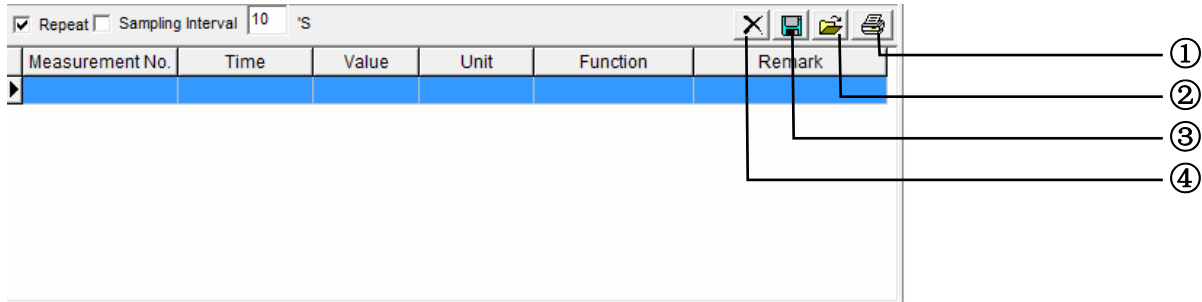 Repeat Sampling Interval 10 'S
Measurement No. Time Value Unit Function Remark
①
②
③
④